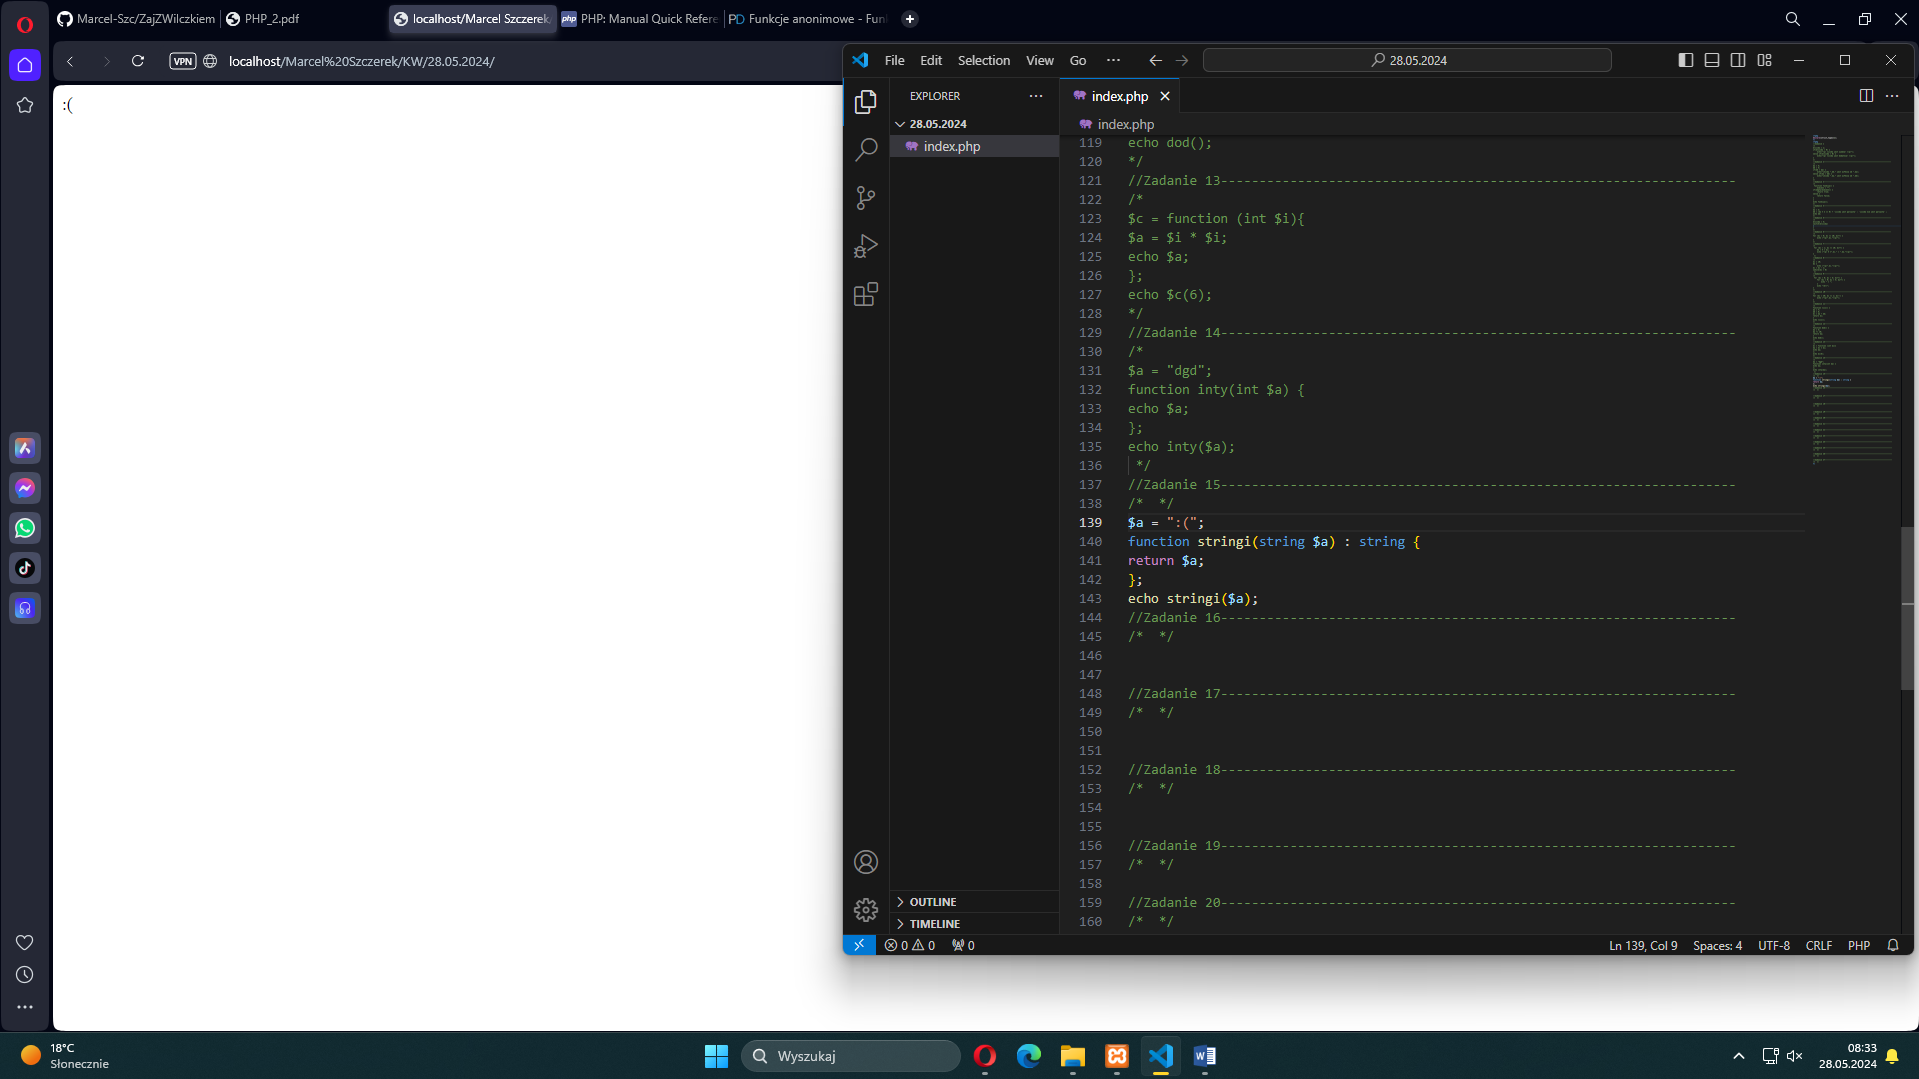 Marcel-Szc/ZajZWilczkiem
PHP_2.pdf
localhost/Marcel Szczerek
PHP: Manual Quick Refere
Funkcje anonimowe - Fun
VPN
localhost/Marcel%20Szczerek/KW/28.05.2024/
:(
File Edit Selection View Go ···
28.05.2024
EXPLORER
28.05.2024
index.php
OUTLINE
TIMELINE
index.php
index.php
119 echo dod();
120 */
121 //Zadanie 13-------------------------------------------------------------------
122 /*
123 $c = function (int $i){
124 $a = $i * $i;
125 echo $a;
126 };
127 echo $c(6);
128 */
129 //Zadanie 14-------------------------------------------------------------------
130 /*
131 $a = "dgd";
132 function inty(int $a) {
133 echo $a;
134 };
135 echo inty($a);
136  */
137 //Zadanie 15-------------------------------------------------------------------
138 /*  */
139 $a = ":(";
140 function stringi(string $a) : string {
141 return $a;
142 };
143 echo stringi($a);
144 //Zadanie 16-------------------------------------------------------------------
145 /*  */
146
147
148 //Zadanie 17-------------------------------------------------------------------
149 /*  */
150
151
152 //Zadanie 18-------------------------------------------------------------------
153 /*  */
154
155
156 //Zadanie 19-------------------------------------------------------------------
157 /*  */
158
159 //Zadanie 20-------------------------------------------------------------------
160 /*  */
0 0 0
Ln 139, Col 9 Spaces: 4 UTF-8 CRLF PHP
18°C
Słonecznie
Wyszukaj
08:33
28.05.2024